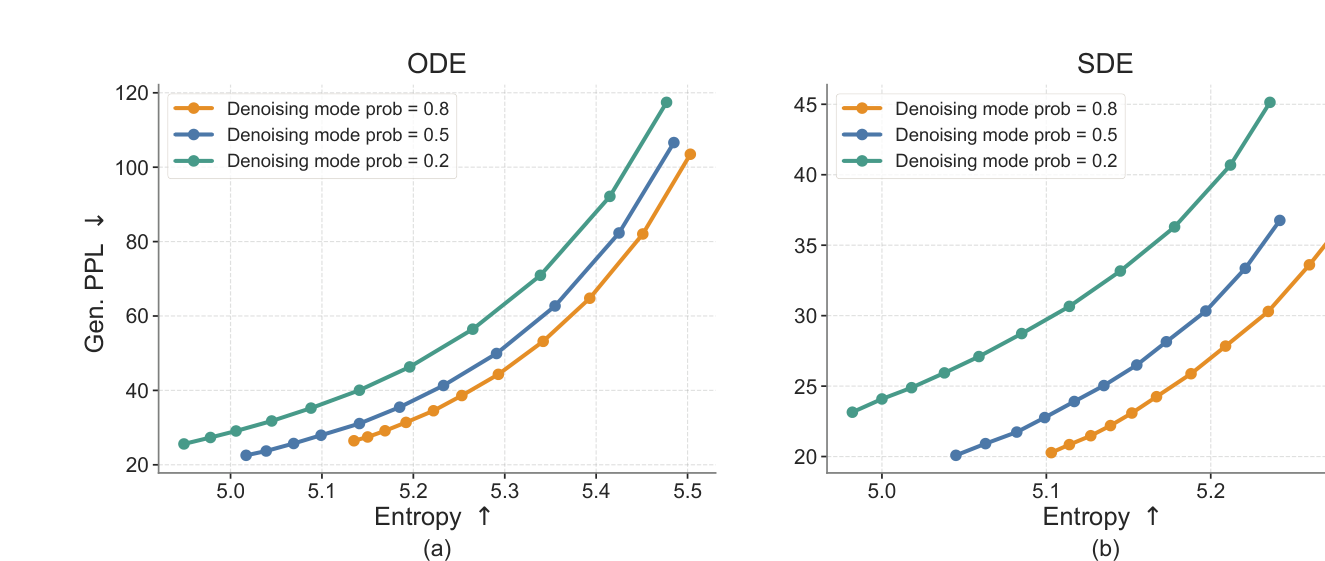 ODE
Denoising mode prob = 0.8
Denoising mode prob = 0.5
Denoising mode prob = 0.2
120
100
80
60
40
20
Gen. PPL ↓
5.0 5.1 5.2 5.3 5.4 5.5
Entropy ↑
(a)
SDE
Denoising mode prob = 0.8
Denoising mode prob = 0.5
Denoising mode prob = 0.2
45
40
35
30
25
20
5.0 5.1 5.2
Entropy ↑
(b)